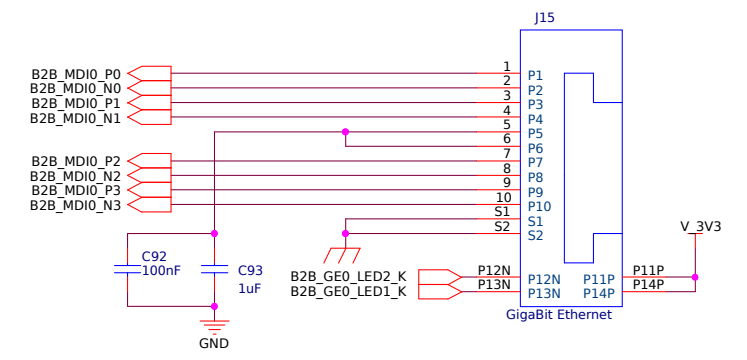 J15
B2B_MDI0_P0 1 P1
B2B_MDI0_N0 2 P2
B2B_MDI0_P1 3 P3
B2B_MDI0_N1 4 P4
5 P5
6 P6
B2B_MDI0_P2 7 P7
B2B_MDI0_N2 8 P8
B2B_MDI0_P3 9 P9
B2B_MDI0_N3 10 P10
S1 S1
S2 S2
V_3V3
C92
100nF
C93
1uF
B2B_GE0_LED2_K P12N P12N P11P P11P
B2B_GE0_LED1_K P13N P13N P14P P14P
GigaBit Ethernet
GND